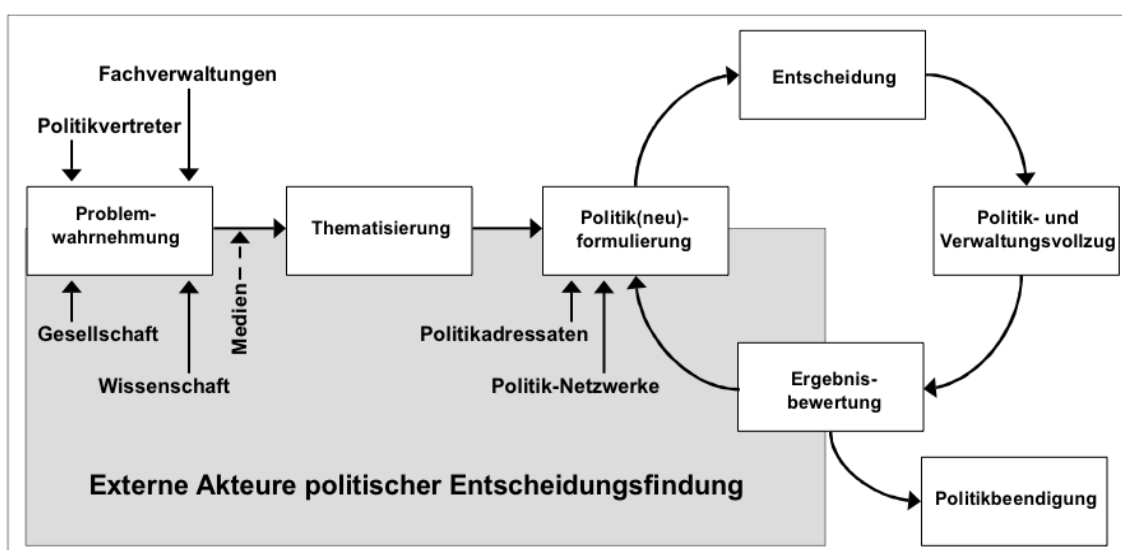 Fachverwaltungen
Politikvertreter
Problem-
wahrnehmung
Gesellschaft
Wissenschaft
Medien
Thematisierung
Politik(neu)-
formulierung
Politikadressaten
Politik-Netzwerke
Entscheidung
Politik- und
Verwaltungsvollzug
Ergebnis-
bewertung
Politikbeendigung
Externe Akteure politischer Entscheidungsfindung